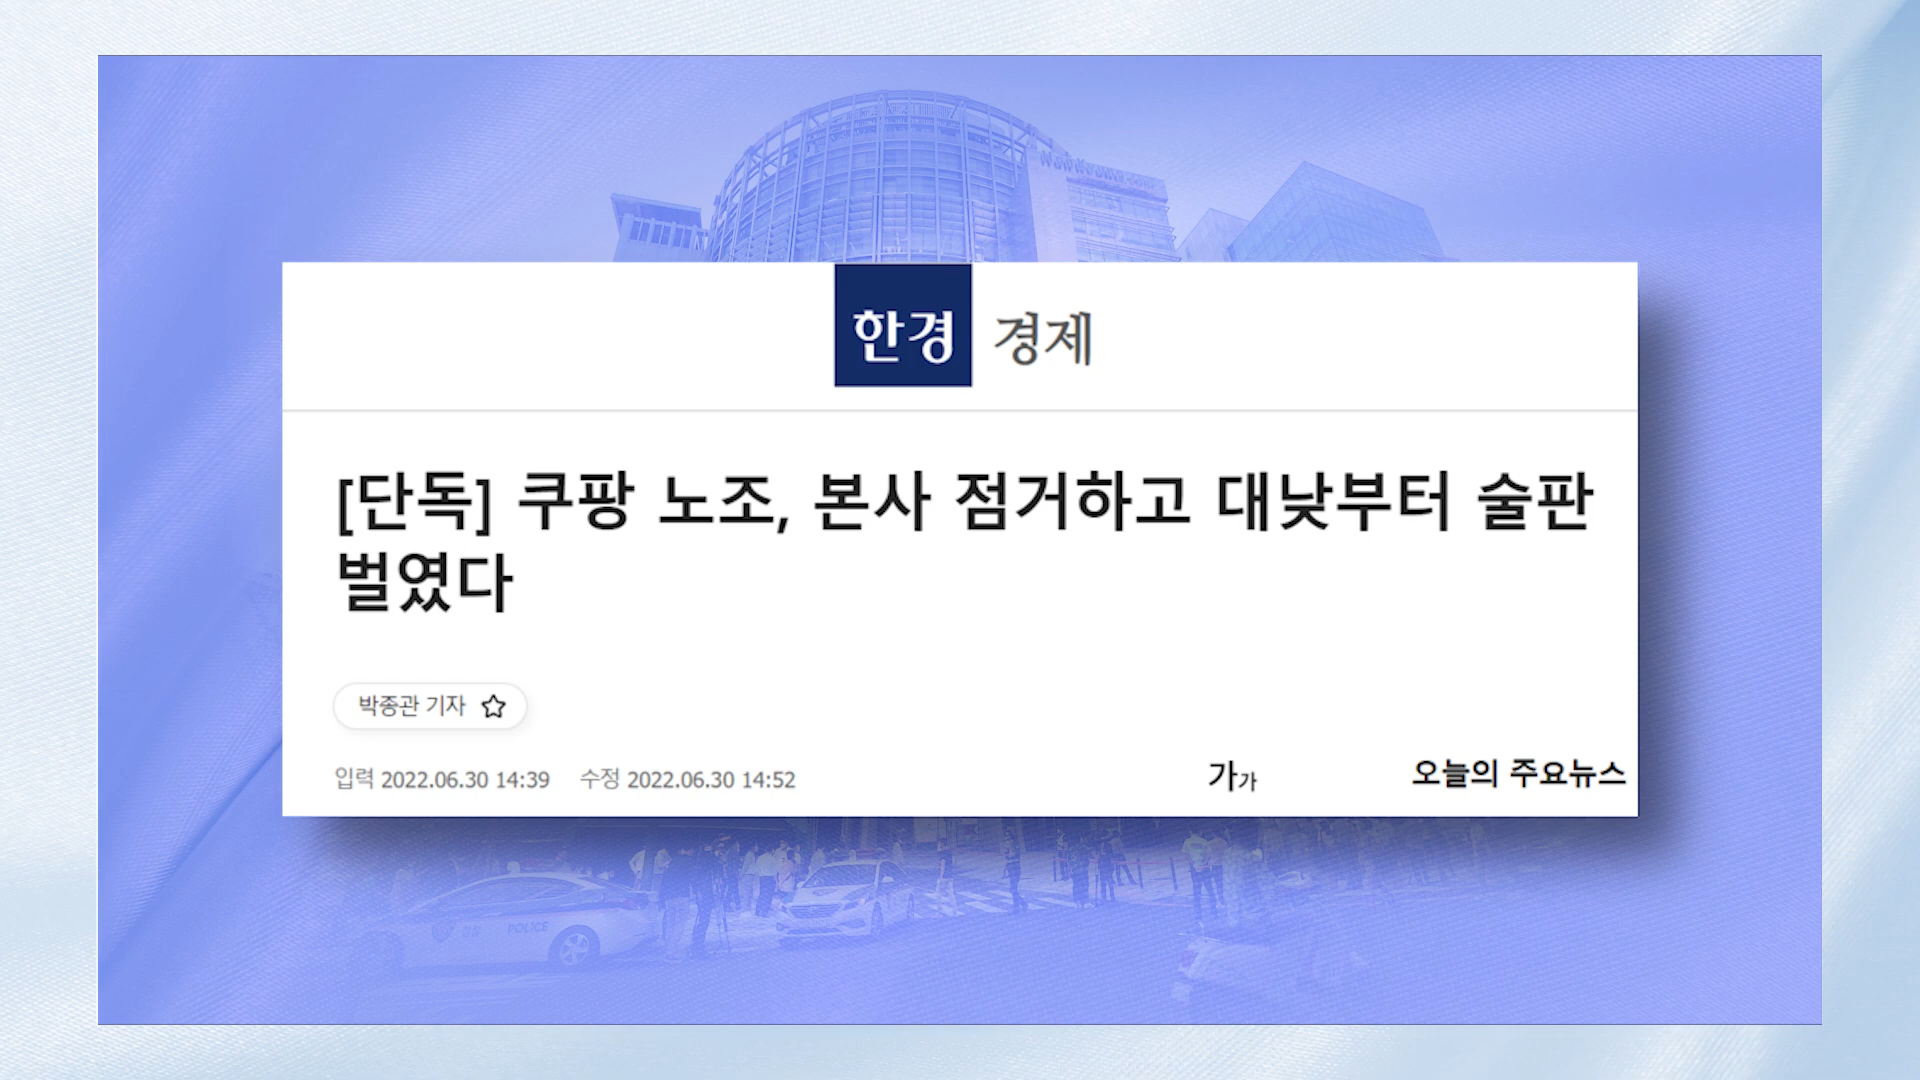 한경 경제
[단독] 쿠팡 노조, 본사 점거하고 대낮부터 술판
벌였다
박종관 기자
입력 2022.06.30 14:39 수정 2022.06.30 14:52
가가
오늘의 주요뉴스
POLICE